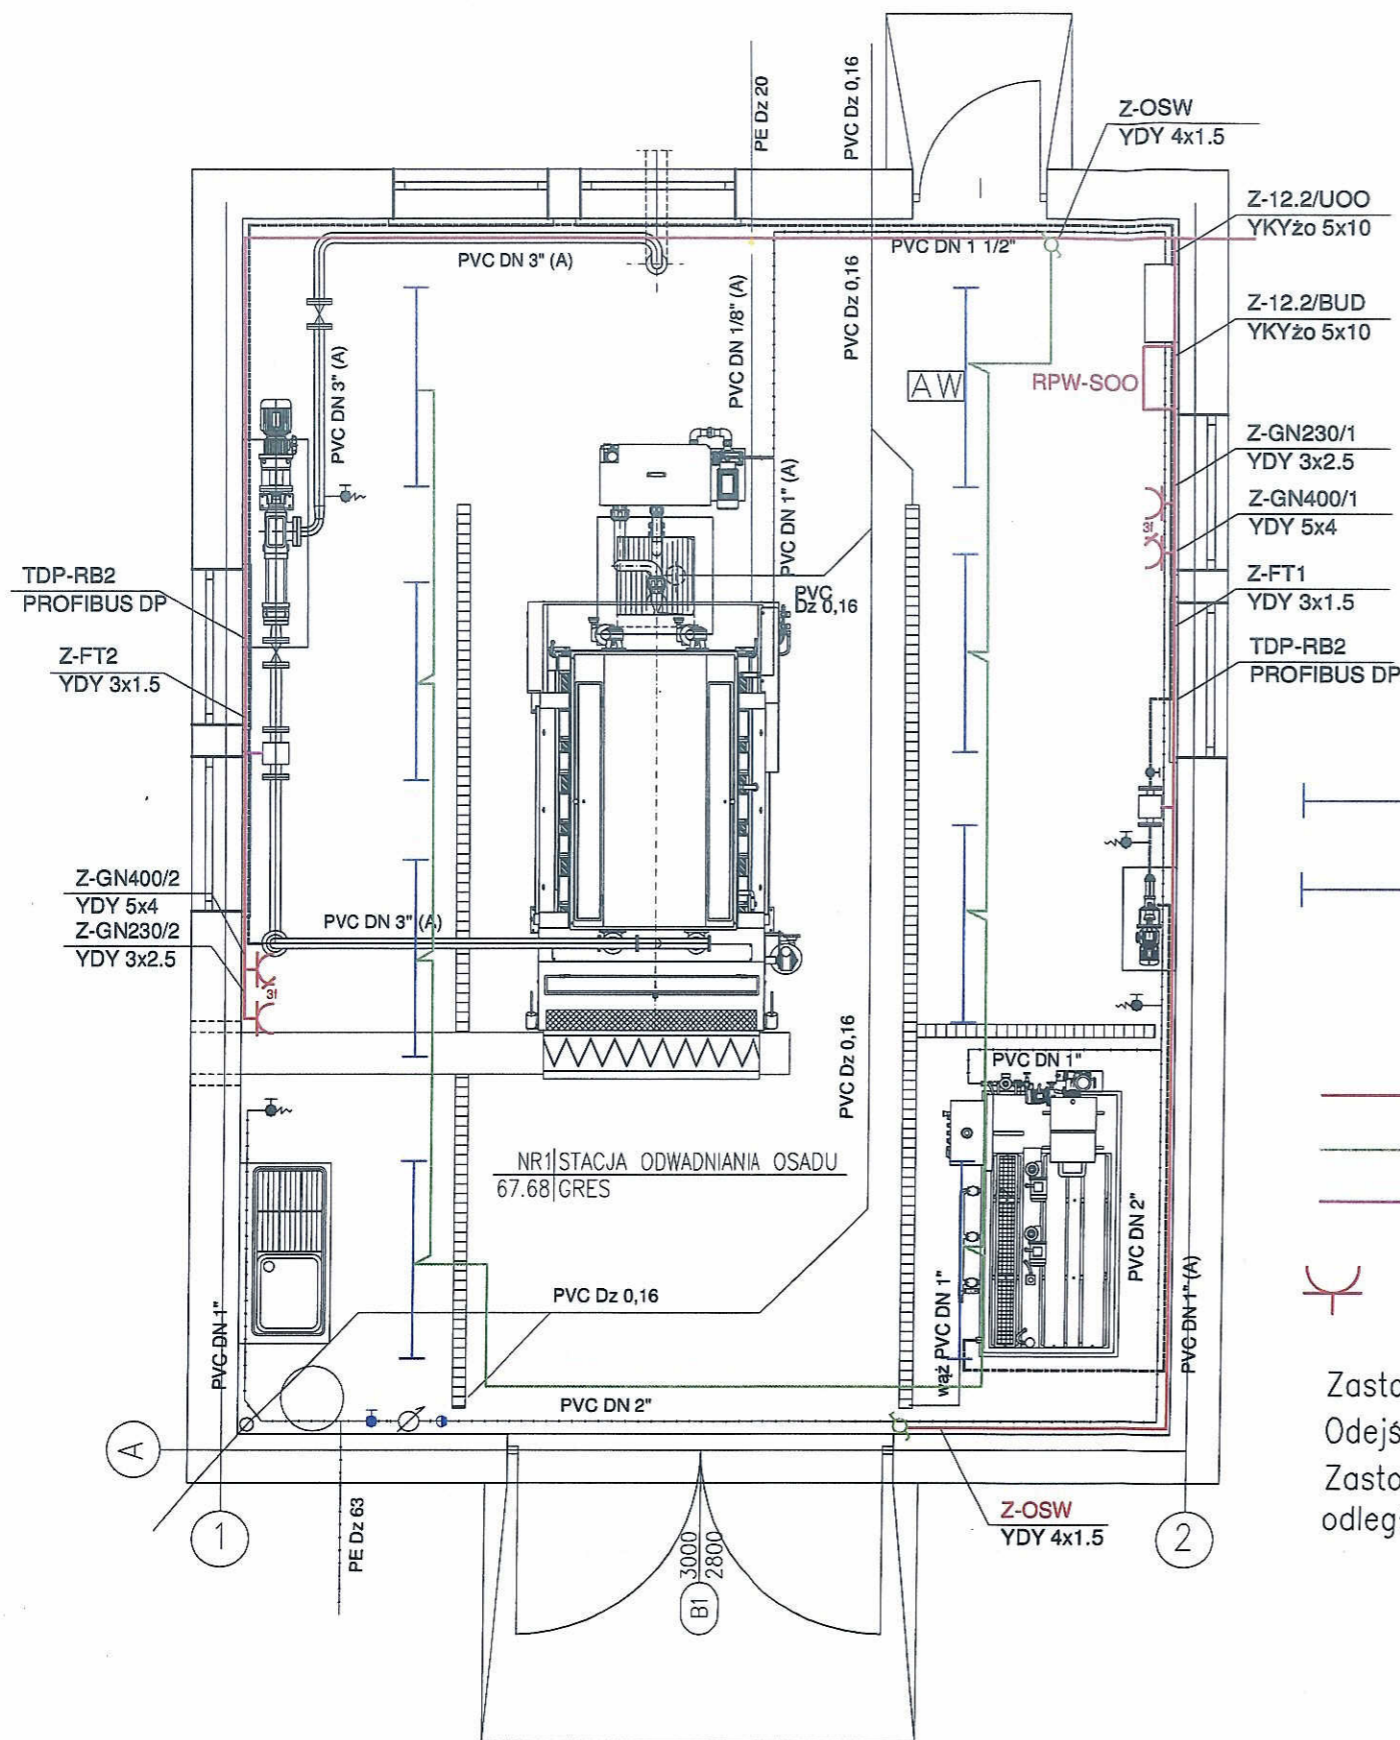 PE Dz 20
PVC Dz 0,16
Z-OSW
YDY 4x1.5
Z-12.2/UOO
YKYżo 5x10
PVC DN 3" (A)
PVC DN 1 1/2"
PVC DN 1/8" (A)
PVC Dz 0,16
Z-12.2/BUD
YKYżo 5x10
PVC DN 3" (A)
AW
RPW-SOO
Z-GN230/1
YDY 3x2.5
PVC DN 1" (A)
Z-GN400/1
YDY 5x4
3f
TDP-RB2
PROFIBUS DP
PVC
Dz 0,16
Z-FT1
YDY 3x1.5
Z-FT2
YDY 3x1.5
TDP-RB2
PROFIBUS DP
Z-GN400/2
YDY 5x4
Z-GN230/2
YDY 3x2.5
PVC DN 3" (A)
3f
PVC Dz 0,16
PVC DN 1"
NR1 STACJA ODWADNIANIA OSADU
67.68 GRES
PVC DN 2"
PVC Dz 0,16
PVC DN 1"
wąż PVC DN 1"
PVC DN 1" (A)
PVC DN 2"
A
1
PE Dz 63
3000
2800
B1
Z-OSW
YDY 4x1.5
2
Zasto
Odejś
Zasto
odleg